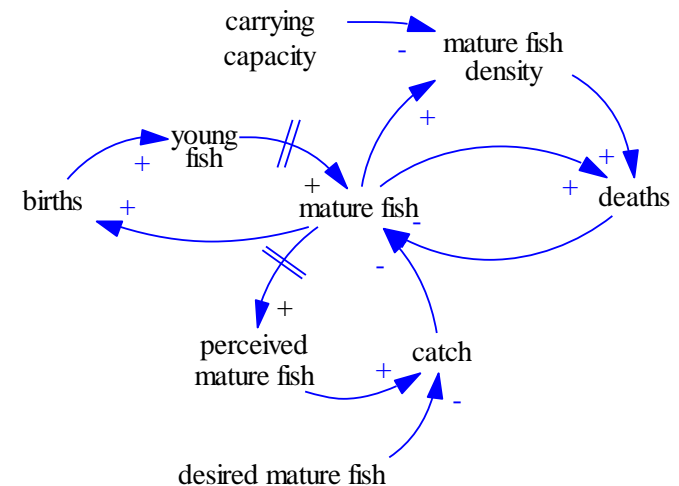 carrying
capacity
-
mature fish
density
+
young
fish
+
+
births
+
mature fish
-
+
+
deaths
-
+
perceived
mature fish
+
catch
-
desired mature fish